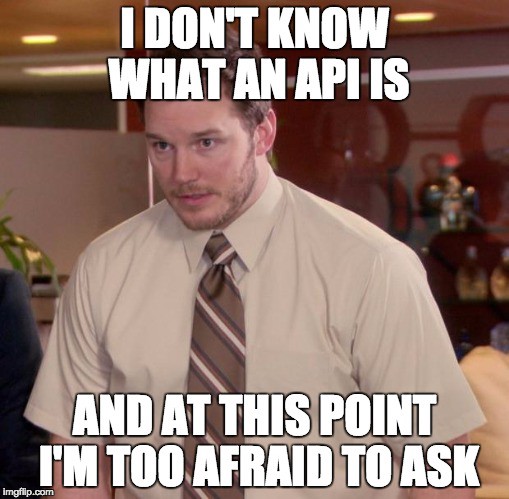 I DON'T KNOW
WHAT AN API IS
AND AT THIS POINT
I'M TOO AFRAID TO ASK
imgflip.com